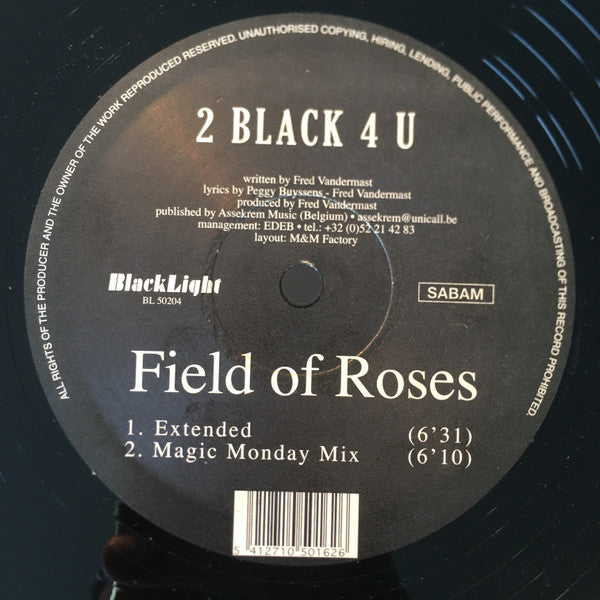 ALL RIGHTS OF THE PRODUCER AND THE OWNER OF THE WORK REPRODUCED RESERVED. UNAUTHORISED COPYING, HIRING, LENDING, PUBLIC PERFORMANCE AND BROADCASTING OF THIS RECORD PROHIBITED.
2 BLACK 4 U
written by Fred Vandermast
lyrics by Peggy Buyssens - Fred Vandermast
produced by Fred Vandermast
published by Assekrem Music (Belgium) • assekrem@unicall.be
management: EDEB • tel.: +32 (0)52 21 42 83
layout: M&M Factory
BlackLight
BL 50204
SABAM
Field of Roses
1. Extended (6'31)
2. Magic Monday Mix (6'10)
5 412710 501626